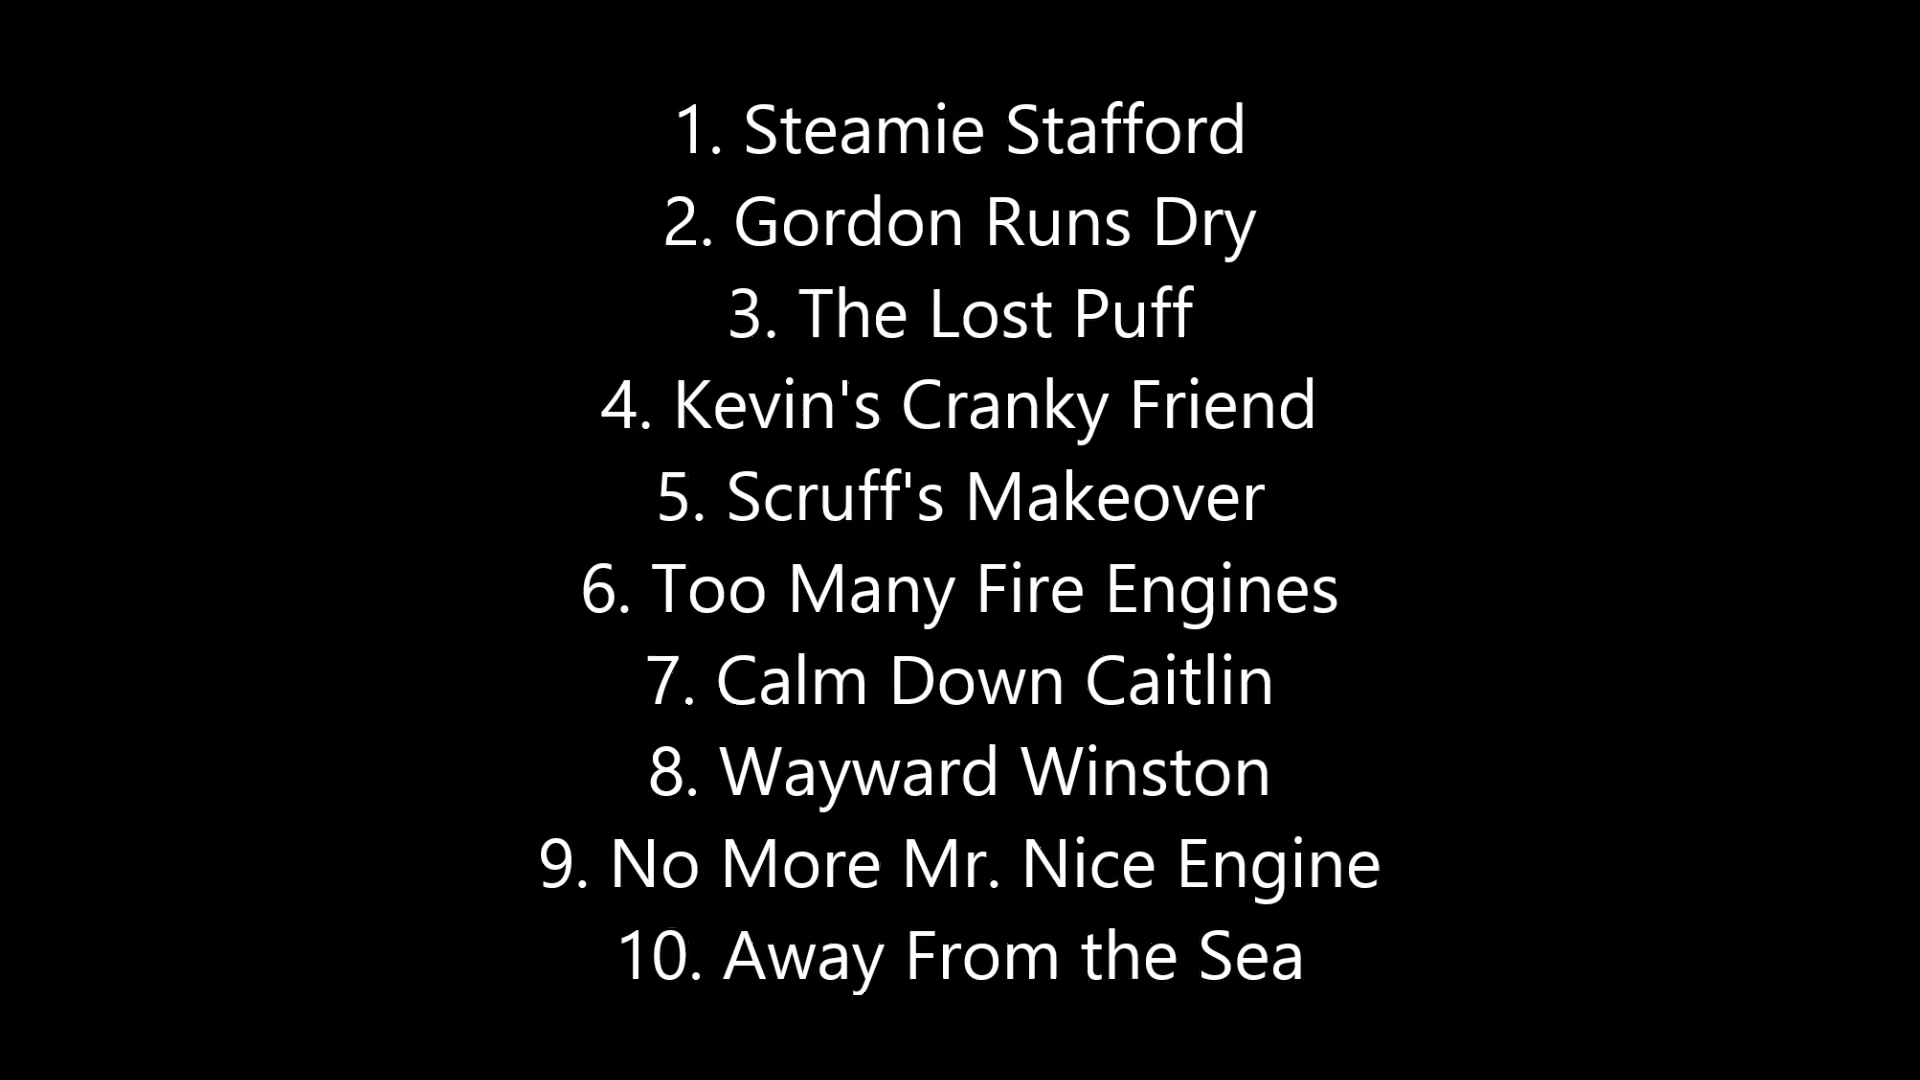 1. Steamie Stafford
2. Gordon Runs Dry
3. The Lost Puff
4. Kevin's Cranky Friend
5. Scruff's Makeover
6. Too Many Fire Engines
7. Calm Down Caitlin
8. Wayward Winston
9. No More Mr. Nice Engine
10. Away From the Sea